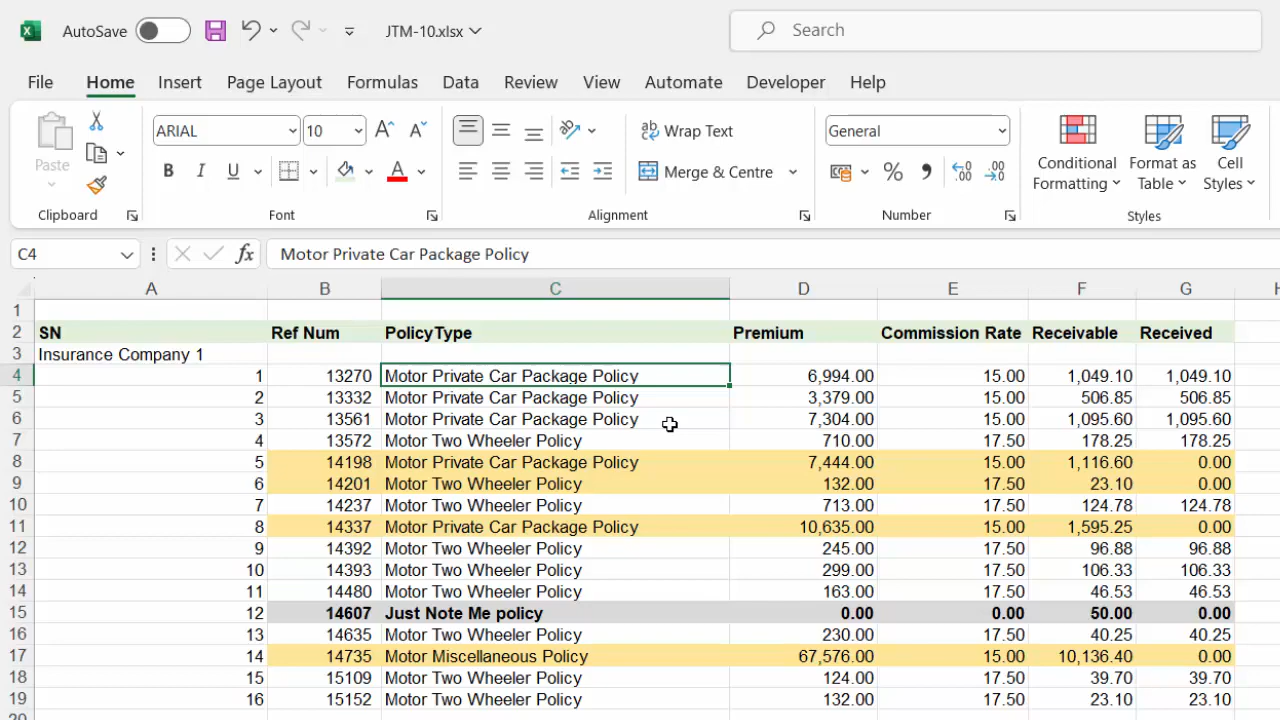 AutoSave JTM-10.xlsx Search
File Home Insert Page Layout Formulas Data Review View Automate Developer Help
Paste ARIAL 10 A A ab Wrap Text General Conditional Formatting Format as Table Cell Styles
B I U A Merge & Centre % , .00
Clipboard Font Alignment Number Styles
C4 fx Motor Private Car Package Policy
A B C D E F G H
1
2 SN Ref Num PolicyType Premium Commission Rate Receivable Received
3 Insurance Company 1
4 1 13270 Motor Private Car Package Policy 6,994.00 15.00 1,049.10 1,049.10
5 2 13332 Motor Private Car Package Policy 3,379.00 15.00 506.85 506.85
6 3 13561 Motor Private Car Package Policy 7,304.00 15.00 1,095.60 1,095.60
7 4 13572 Motor Two Wheeler Policy 710.00 17.50 178.25 178.25
8 5 14198 Motor Private Car Package Policy 7,444.00 15.00 1,116.60 0.00
9 6 14201 Motor Two Wheeler Policy 132.00 17.50 23.10 0.00
10 7 14237 Motor Two Wheeler Policy 713.00 17.50 124.78 124.78
11 8 14337 Motor Private Car Package Policy 10,635.00 15.00 1,595.25 0.00
12 9 14392 Motor Two Wheeler Policy 245.00 17.50 96.88 96.88
13 10 14393 Motor Two Wheeler Policy 299.00 17.50 106.33 106.33
14 11 14480 Motor Two Wheeler Policy 163.00 17.50 46.53 46.53
15 12 14607 Just Note Me policy 0.00 0.00 50.00 0.00
16 13 14635 Motor Two Wheeler Policy 230.00 17.50 40.25 40.25
17 14 14735 Motor Miscellaneous Policy 67,576.00 15.00 10,136.40 0.00
18 15 15109 Motor Two Wheeler Policy 124.00 17.50 39.70 39.70
19 16 15152 Motor Two Wheeler Policy 132.00 17.50 23.10 23.10